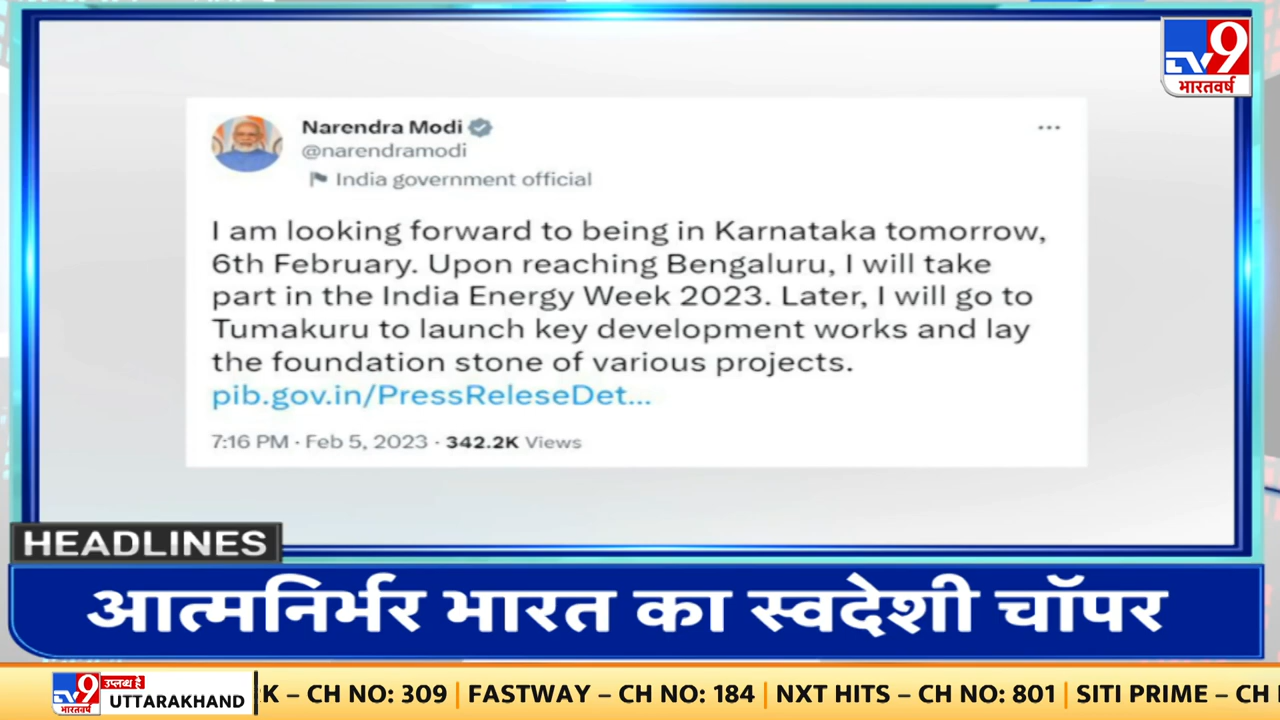 TV9
भारतवर्ष
Narendra Modi
@narendramodi
India government official
I am looking forward to being in Karnataka tomorrow,
6th February. Upon reaching Bengaluru, I will take
part in the India Energy Week 2023. Later, I will go to
Tumakuru to launch key development works and lay
the foundation stone of various projects.
pib.gov.in/PressReleseDet...
7:16 PM · Feb 5, 2023 · 342.2K Views
HEADLINES
आत्मनिर्भर भारत का स्वदेशी चॉपर
TV9 भारतवर्ष उपलब्ध है
UTTARAKHAND
K – CH NO: 309 | FASTWAY – CH NO: 184 | NXT HITS – CH NO: 801 | SITI PRIME – CH